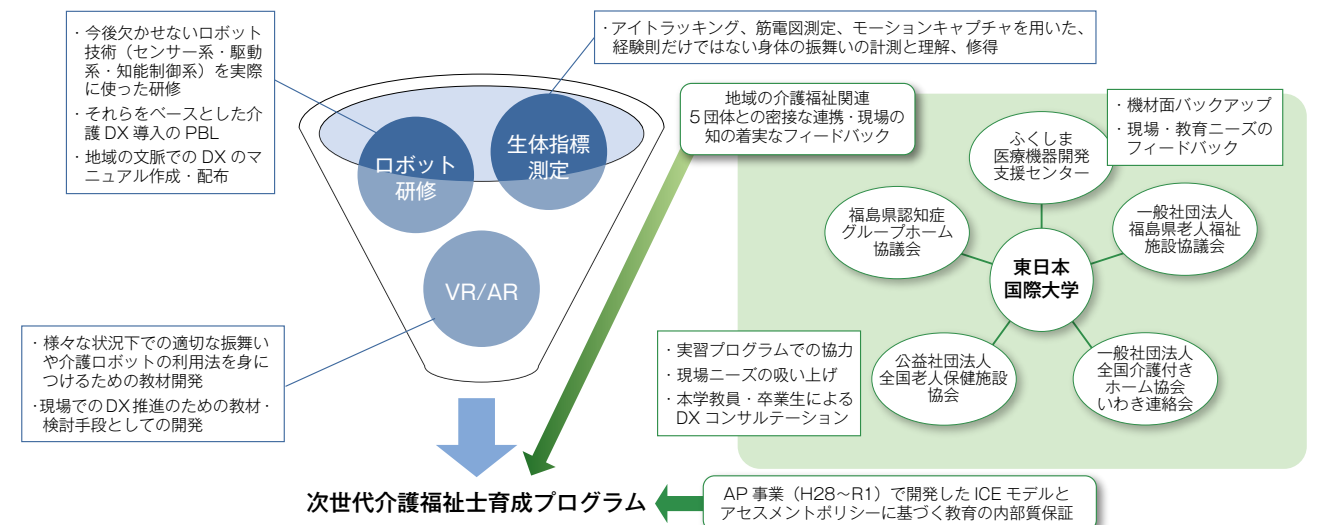 ・今後欠かせないロボット
技術（センサー系・駆動
系・知能制御系）を実際
に使った研修
・それらをベースとした介
護 DX 導入の PBL
・地域の文脈での DX のマ
ニュアル作成・配布
・アイトラッキング、筋電図測定、モーションキャプチャを用いた、
経験則だけではない身体の振舞いの計測と理解、修得
ロボット
研修
生体指標
測定
VR/AR
・様々な状況下での適切な振舞い
や介護ロボットの利用法を身に
つけるための教材開発
・現場でのDX推進のための教材・
検討手段としての開発
地域の介護福祉関連
5団体との密接な連携・現場の
知の着実なフィードバック
・機材面バックアップ
・現場・教育ニーズの
フィードバック
ふくしま
医療機器開発
支援センター
福島県認知症
グループホーム
協議会
一般社団法人
福島県老人福祉
施設協議会
東日本
国際大学
公益社団法人
全国老人保健施設
協会
一般社団法人
全国介護付き
ホーム協会
いわき連絡会
・実習プログラムでの協力
・現場ニーズの吸い上げ
・本学教員・卒業生による
DX コンサルテーション
次世代介護福祉士育成プログラム
AP 事業（H28～R1）で開発した ICE モデルと
アセスメントポリシーに基づく教育の内部質保証